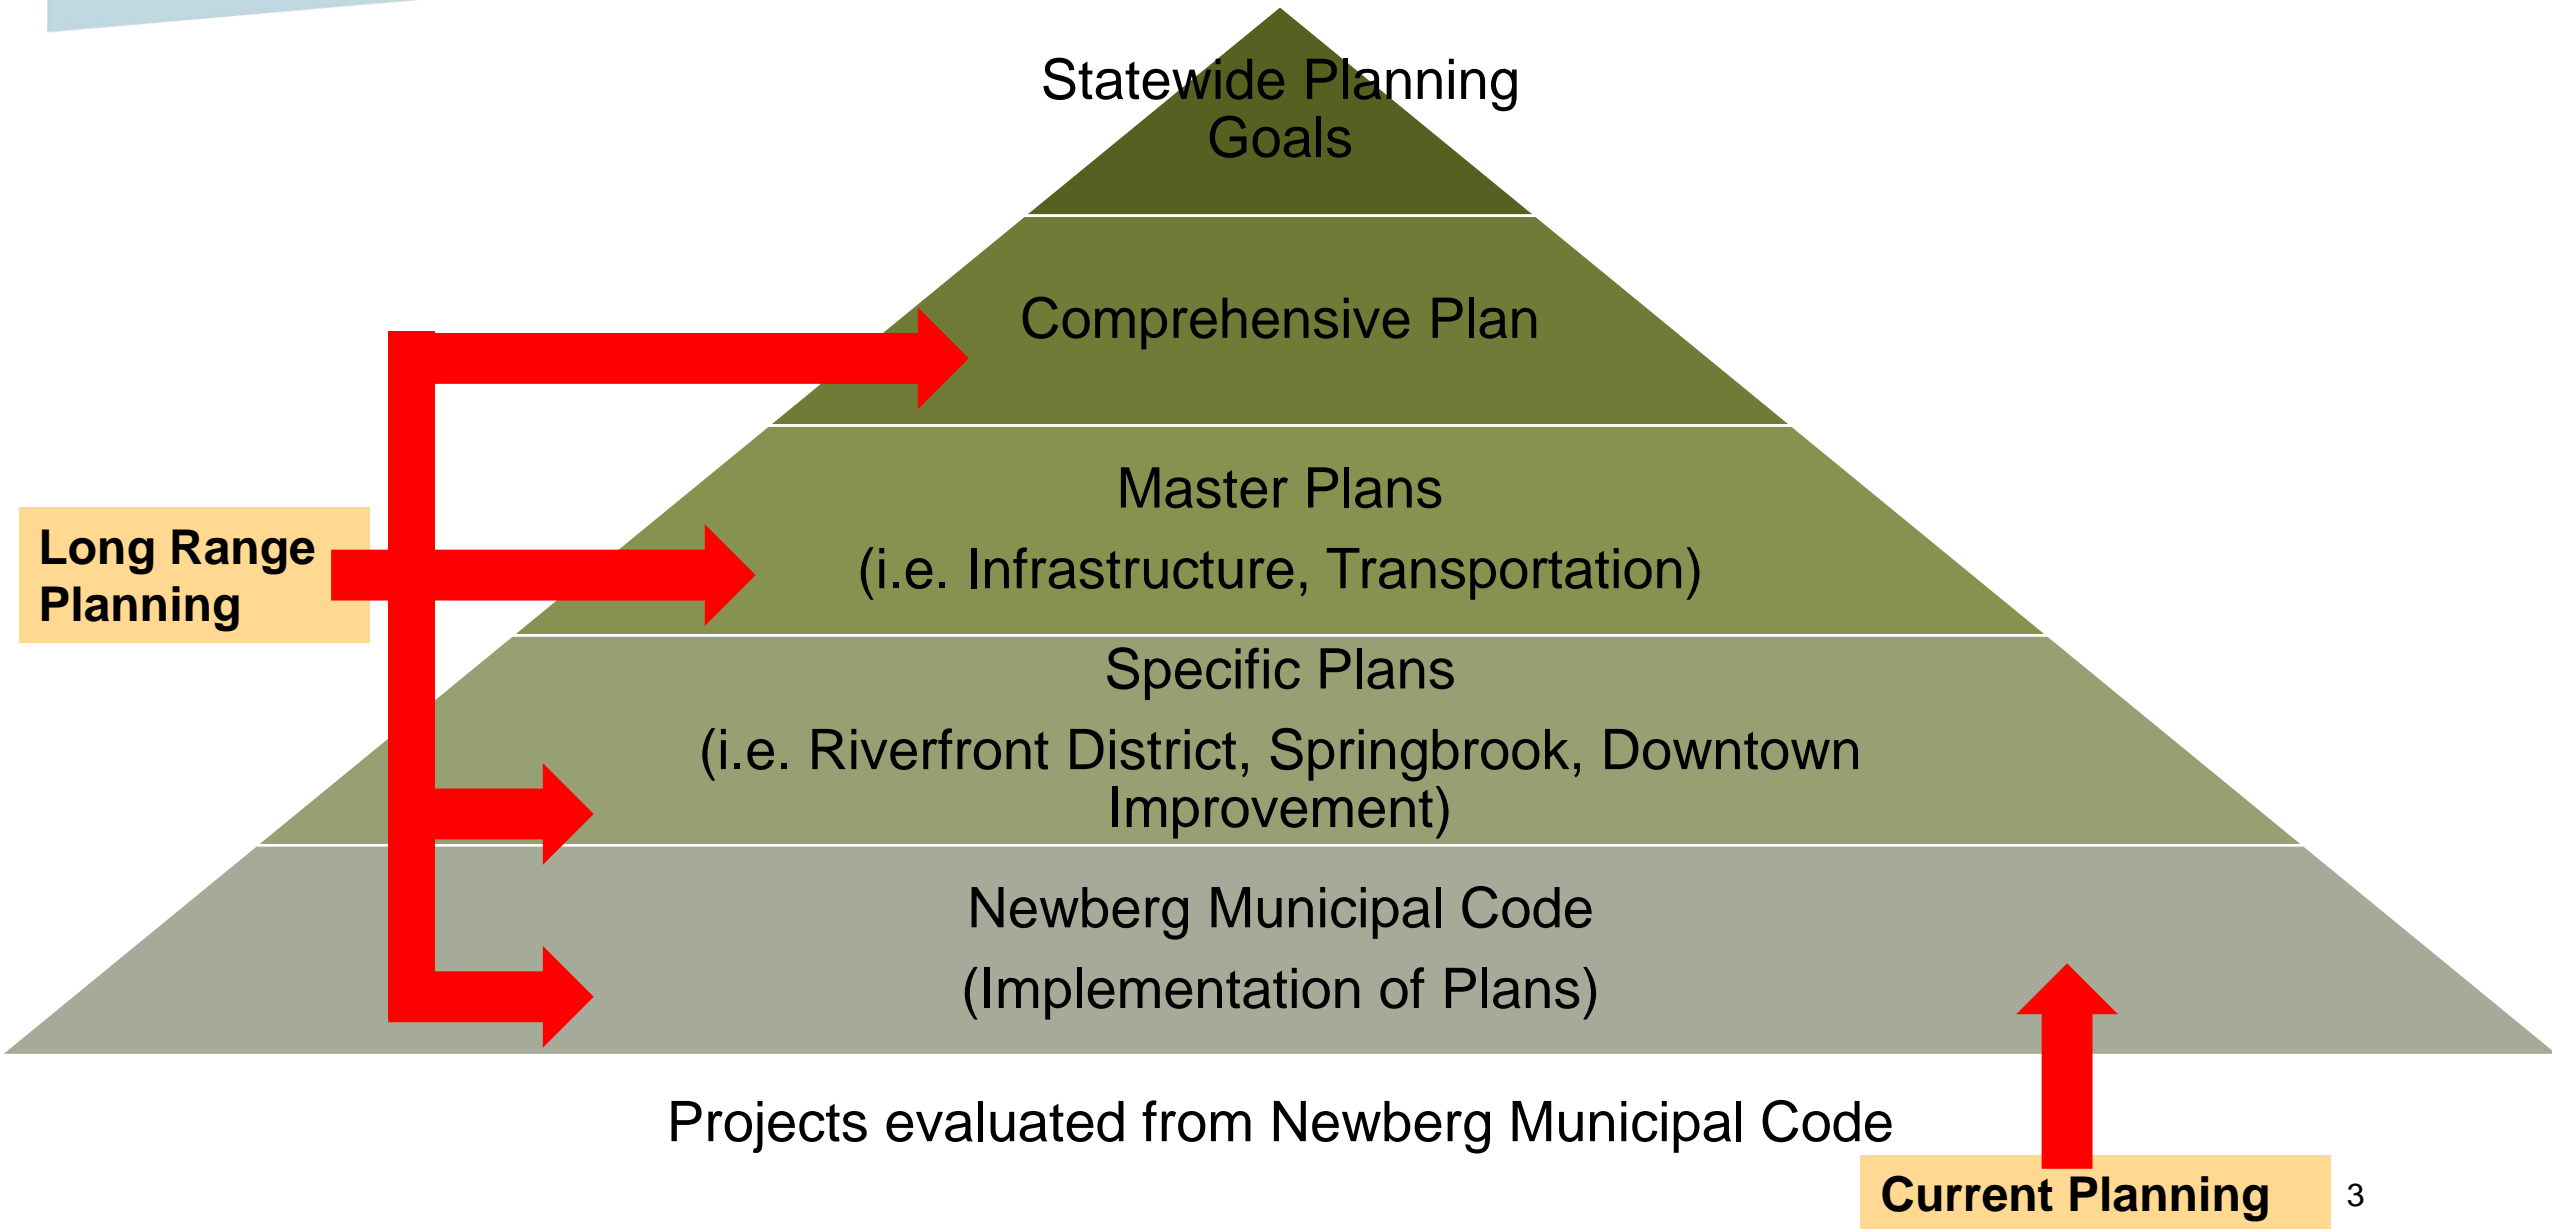 Statewide Planning
Goals
Comprehensive Plan
Master Plans
(i.e. Infrastructure, Transportation)
Long Range
Planning
Specific Plans
(i.e. Riverfront District, Springbrook, Downtown
Improvement)
Newberg Municipal Code
(Implementation of Plans)
Projects evaluated from Newberg Municipal Code
Current Planning
3